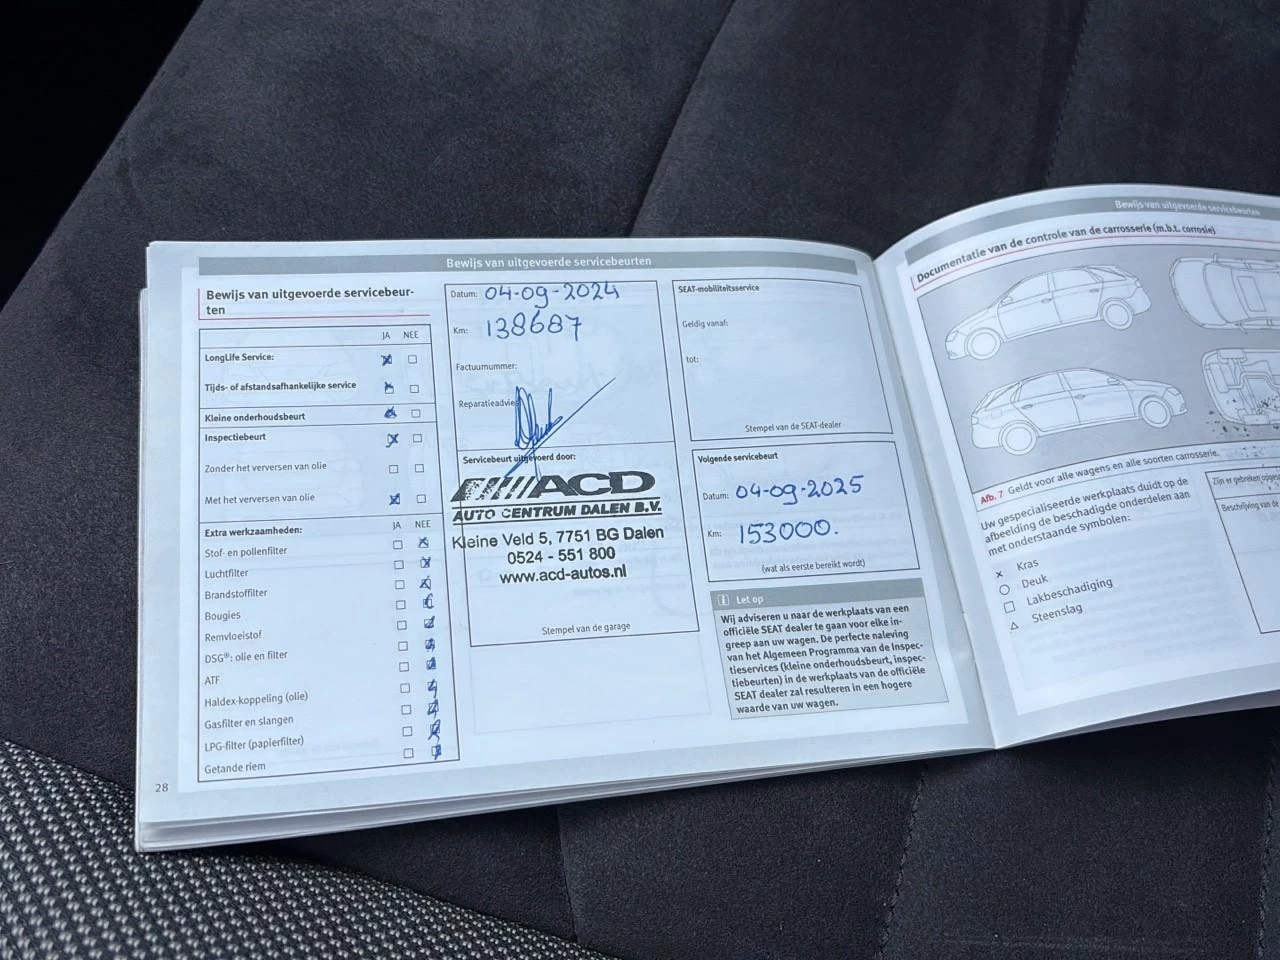 Bewijs van uitgevoerde servicebeurten
Bewijs van uitgevoerde servicebeur-
ten
JA NEE
LongLife Service:
Tijds- of afstandsafhankelijke service
Kleine onderhoudsbeurt
Inspectiebeurt
Zonder het verversen van olie
Met het verversen van olie
Extra werkzaamheden: JA NEE
Stof- en pollenfilter
Luchtfilter
Brandstoffilter
Bougies
Remvloeistof
DSG®: olie en filter
ATF
Haldex-koppeling (olie)
Gasfilter en slangen
LPG-filter (papierfilter)
Getande riem
28
Datum: 04-09-2024
Km: 138687
Factuurnummer:
Reparatieadvie
Servicebeurt uitgevoerd door:
ACD
AUTO CENTRUM DALEN B.V.
Kleine Veld 5, 7751 BG Dalen
0524 - 551 800
www.acd-autos.nl
Stempel van de garage
SEAT-mobiliteitsservice
Geldig vanaf:
tot:
Stempel van de SEAT-dealer
Volgende servicebeurt
Datum: 04-09-2025
Km: 153000.
(wat als eerste bereikt wordt)
i Let op
Wij adviseren u naar de werkplaats van een
officiële SEAT dealer te gaan voor elke in-
greep aan uw wagen. De perfecte naleving
van het Algemeen Programma van de Inspec-
tieservices (kleine onderhoudsbeurt, inspec-
tiebeurten) in de werkplaats van de officiële
SEAT dealer zal resulteren in een hogere
waarde van uw wagen.
Bewijs van uitgevoerde servicebeurten
Documentatie van de controle van de carrosserie (m.b.t. corrosie)
Afb. 7 Geldt voor alle wagens en alle soorten carrosserie.
Uw gespecialiseerde werkplaats duidt op de
afbeelding de beschadigde onderdelen aan
met onderstaande symbolen:
x Kras
○ Deuk
□ Lakbeschadiging
△ Steenslag
Zijn er gebreken
Beschrijving van de